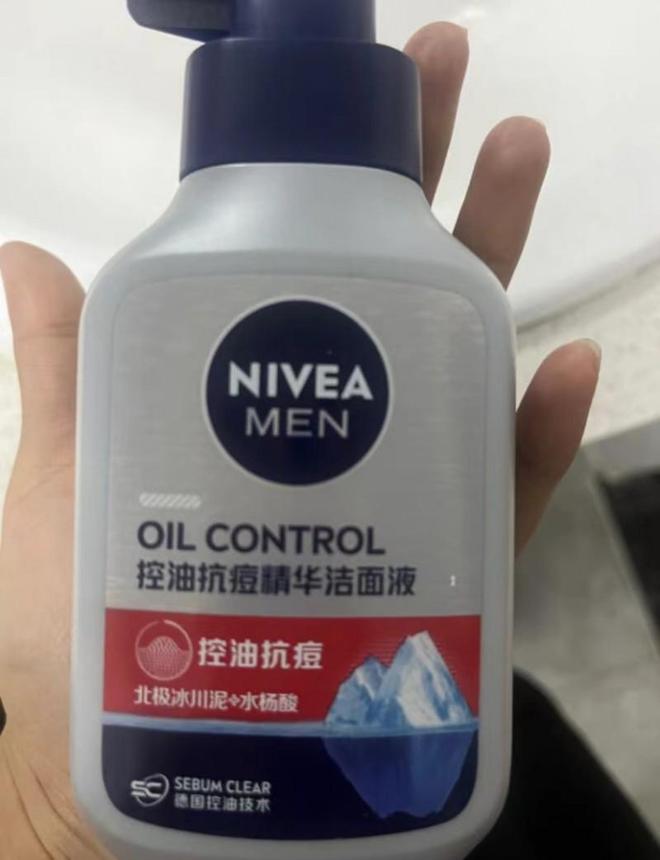 NIVEA
MEN
OIL CONTROL
控油抗痘精华洁面液
控油抗痘
北极冰川泥+水杨酸
SC SEBUM CLEAR
德国控油技术